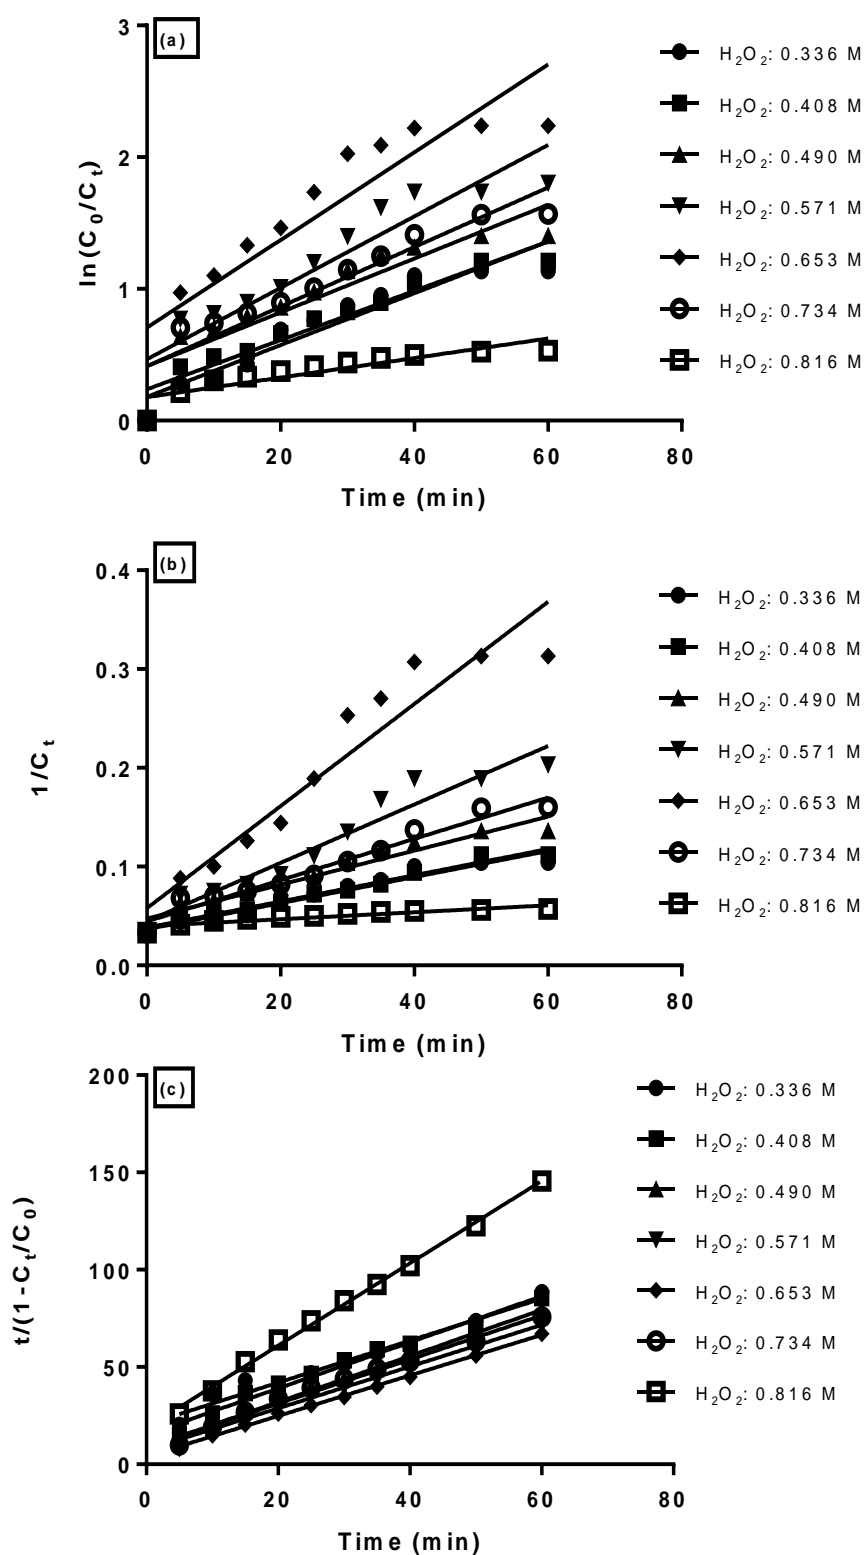 (a)
3
2
1
0
ln(C₀/Cₜ)
0 20 40 60 80
Time (min)
H₂O₂: 0.336 M
H₂O₂: 0.408 M
H₂O₂: 0.490 M
H₂O₂: 0.571 M
H₂O₂: 0.653 M
H₂O₂: 0.734 M
H₂O₂: 0.816 M
(b)
0.4
0.3
0.2
0.1
0.0
1/Cₜ
0 20 40 60 80
Time (min)
H₂O₂: 0.336 M
H₂O₂: 0.408 M
H₂O₂: 0.490 M
H₂O₂: 0.571 M
H₂O₂: 0.653 M
H₂O₂: 0.734 M
H₂O₂: 0.816 M
(c)
200
150
100
50
0
t/(1-Cₜ/C₀)
0 20 40 60 80
Time (min)
H₂O₂: 0.336 M
H₂O₂: 0.408 M
H₂O₂: 0.490 M
H₂O₂: 0.571 M
H₂O₂: 0.653 M
H₂O₂: 0.734 M
H₂O₂: 0.816 M